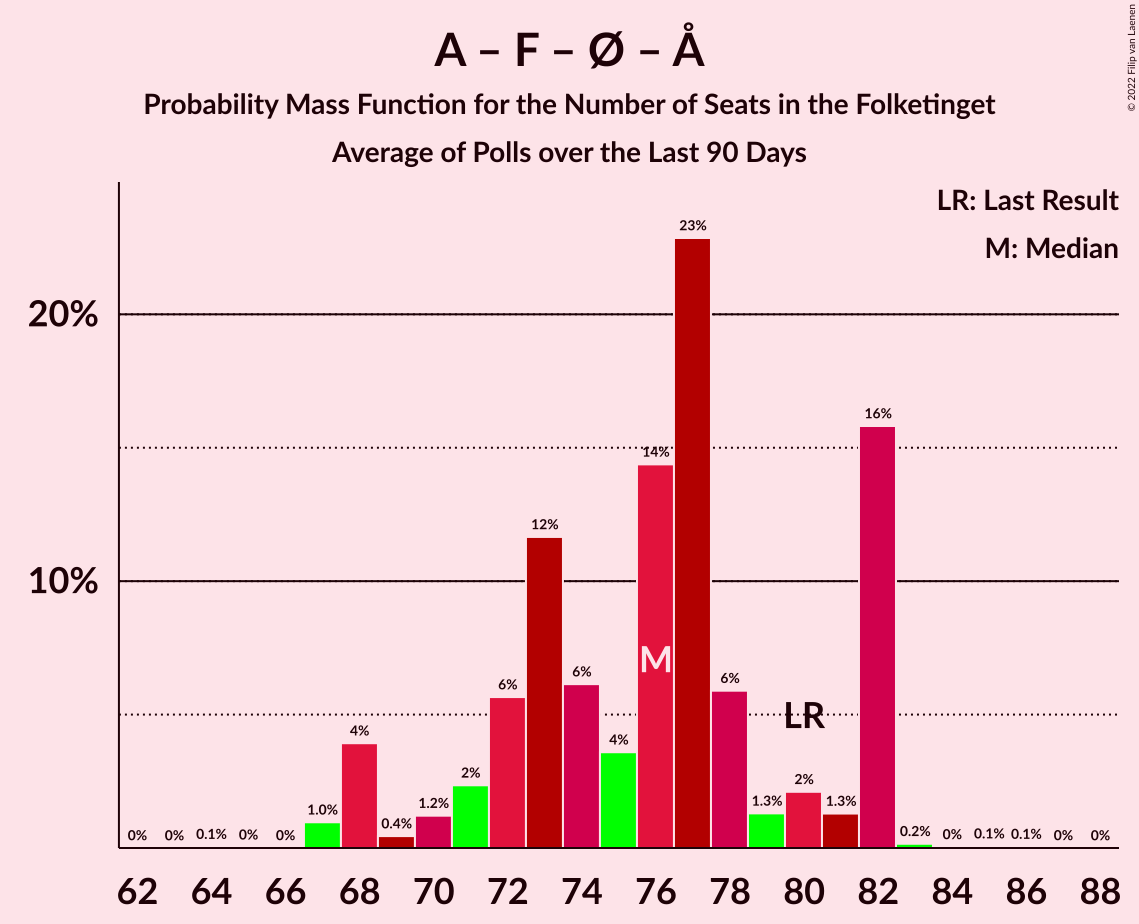 A – F – Ø – Å
Probability Mass Function for the Number of Seats in the Folketinget
Average of Polls over the Last 90 Days
© 2022 Filip van Laenen
LR: Last Result
M: Median
20%
10%
0% 0% 0.1% 0% 0% 1.0% 4% 0.4% 1.2% 2% 6% 12% 6% 4% 14% 23% 6% 1.3% 2% 1.3% 16% 0.2% 0% 0.1% 0.1% 0% 0%
M
LR
62 64 66 68 70 72 74 76 78 80 82 84 86 88